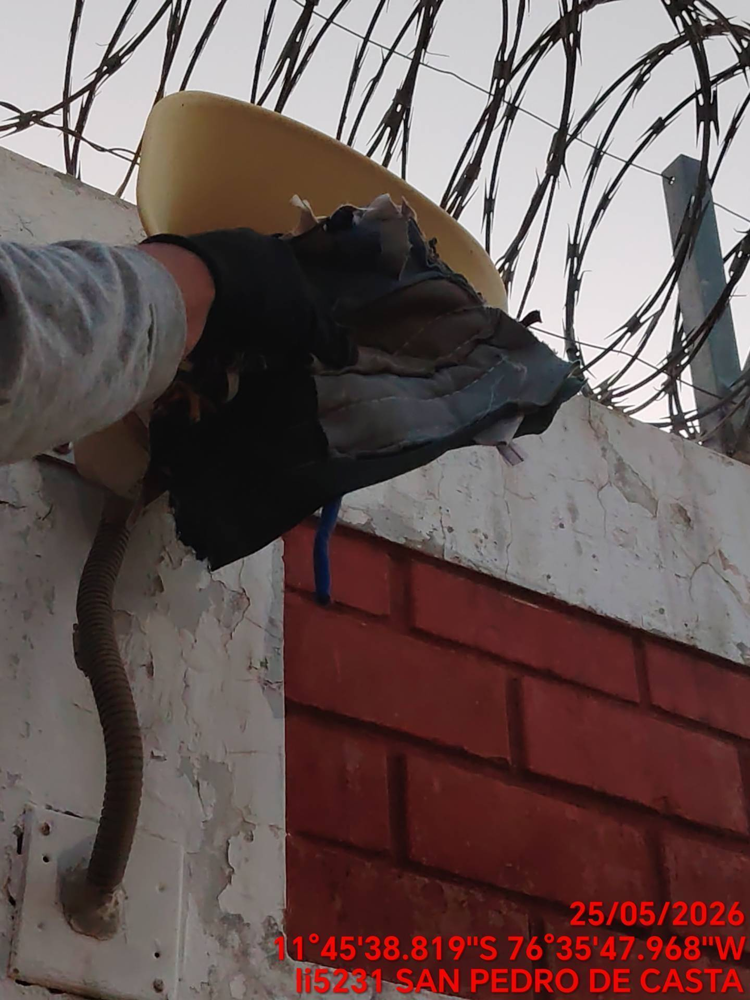 25/05/2026
11°45'38.819"S 76°35'47.968"W
li5231 SAN PEDRO DE CASTA